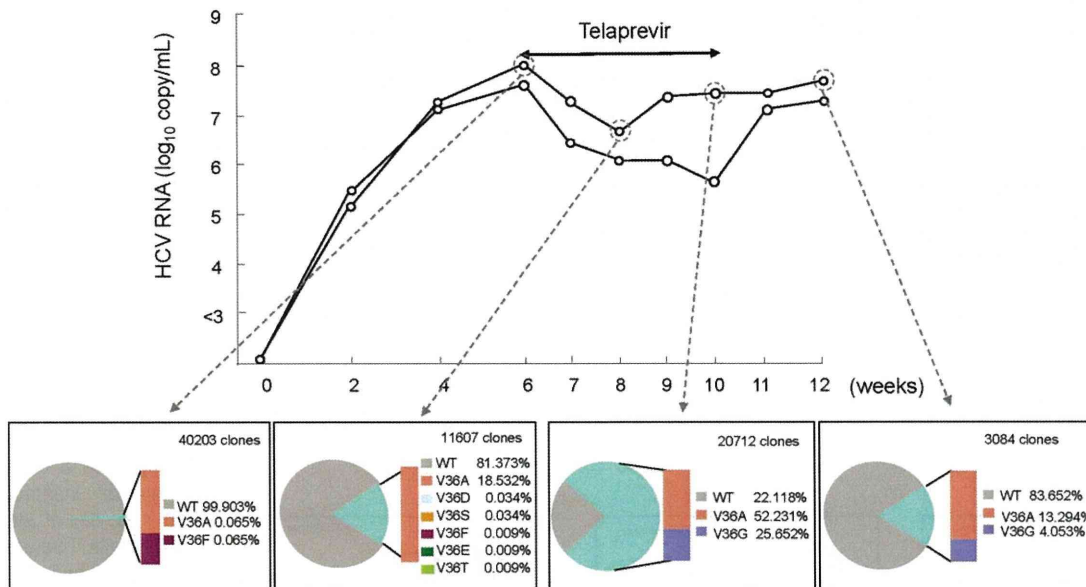 9
Telaprevir
8
7
6
5
4
<3
HCV RNA (log10 copy/mL)
0 2 4 6 7 8 9 10 11 12 (weeks)
40203 clones
WT 99.903%
V36A 0.065%
V36F 0.065%
11607 clones
WT 81.373%
V36A 18.532%
V36D 0.034%
V36S 0.034%
V36F 0.009%
V36E 0.009%
V36T 0.009%
20712 clones
WT 22.118%
V36A 52.231%
V36G 25.652%
3084 clones
WT 83.652%
V36A 13.294%
V36G 4.053%